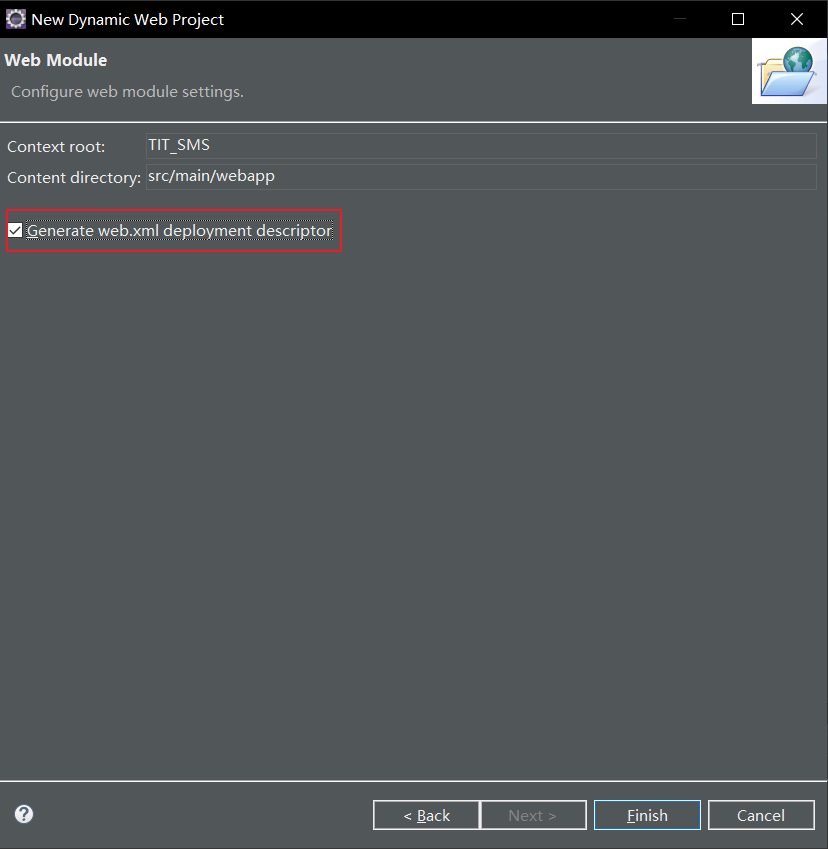 New Dynamic Web Project
Web Module
Configure web module settings.
Context root: TIT_SMS
Content directory: src/main/webapp
Generate web.xml deployment descriptor
< Back Next > Finish Cancel